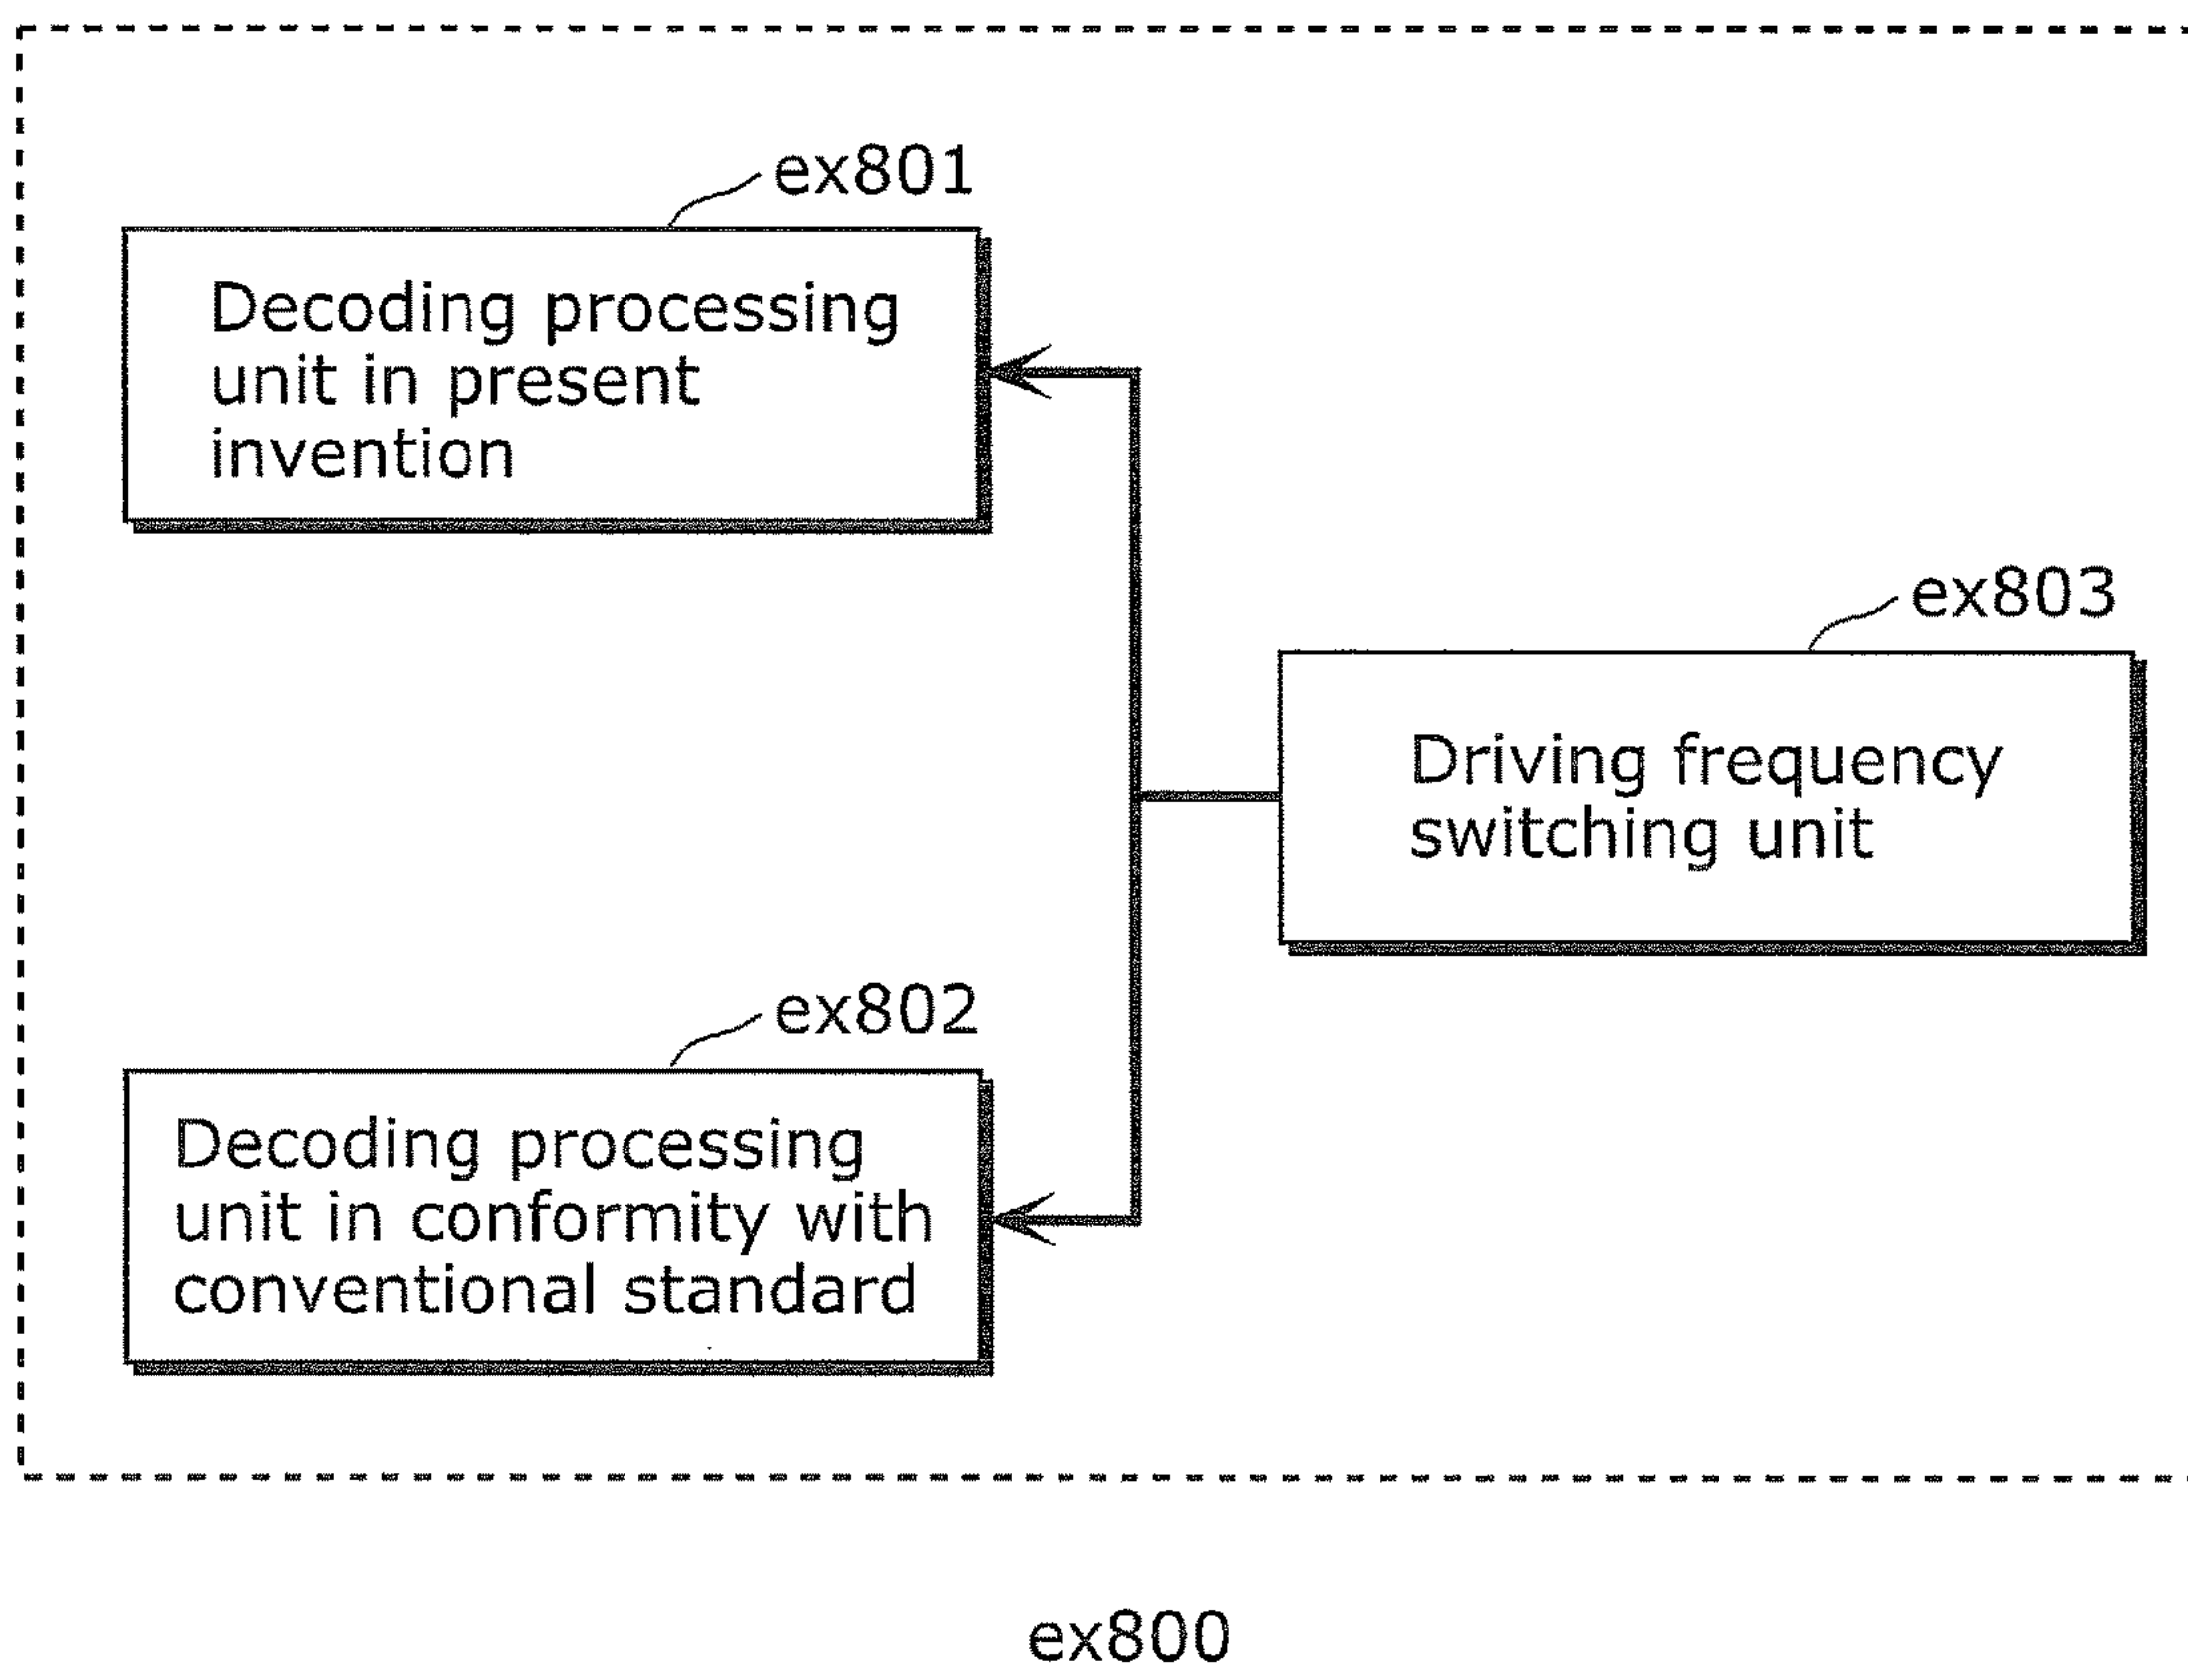 ex801
Decoding processing
unit in present
invention
ex803
Driving frequency
switching unit
ex802
Decoding processing
unit in conformity with
conventional standard
ex800